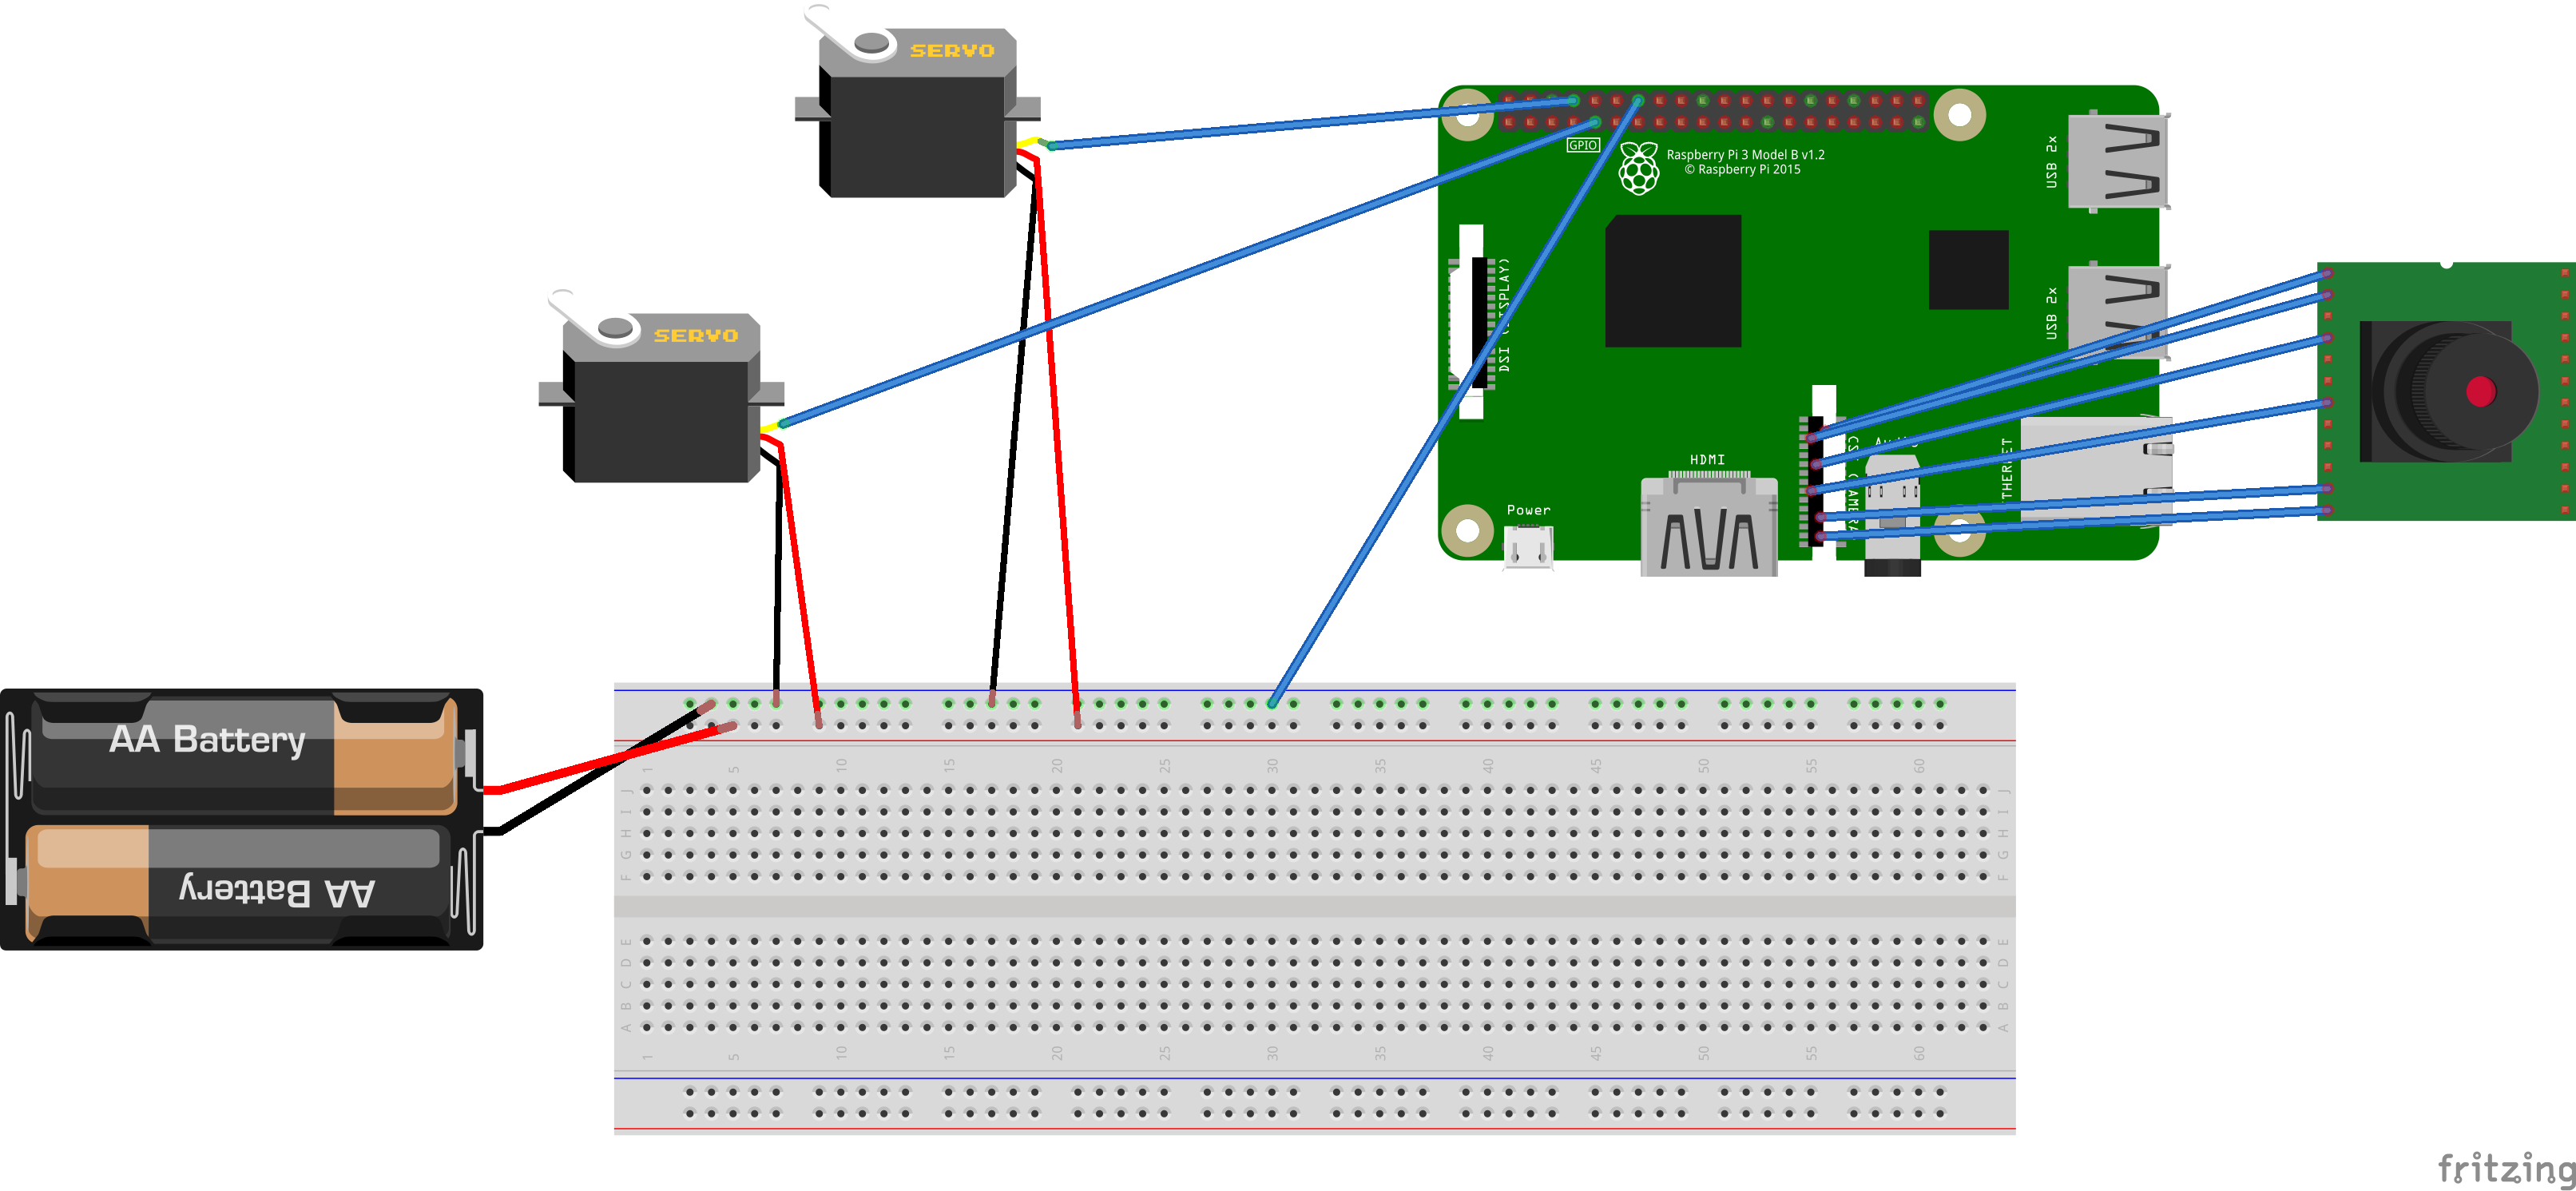 SERVO
GPIO
Raspberry Pi 3 Model B v1.2
© Raspberry Pi 2015
USB 2x
SERVO
USB 2x
DSI (DISPLAY)
HDMI
Power
AA Battery
AA Battery
1 5 10 15 20 25 30 35 40 45 50 55 60
J J
I I
H H
G G
F F
E E
D D
C C
B B
A A
1 5 10 15 20 25 30 35 40 45 50 55 60
fritzing